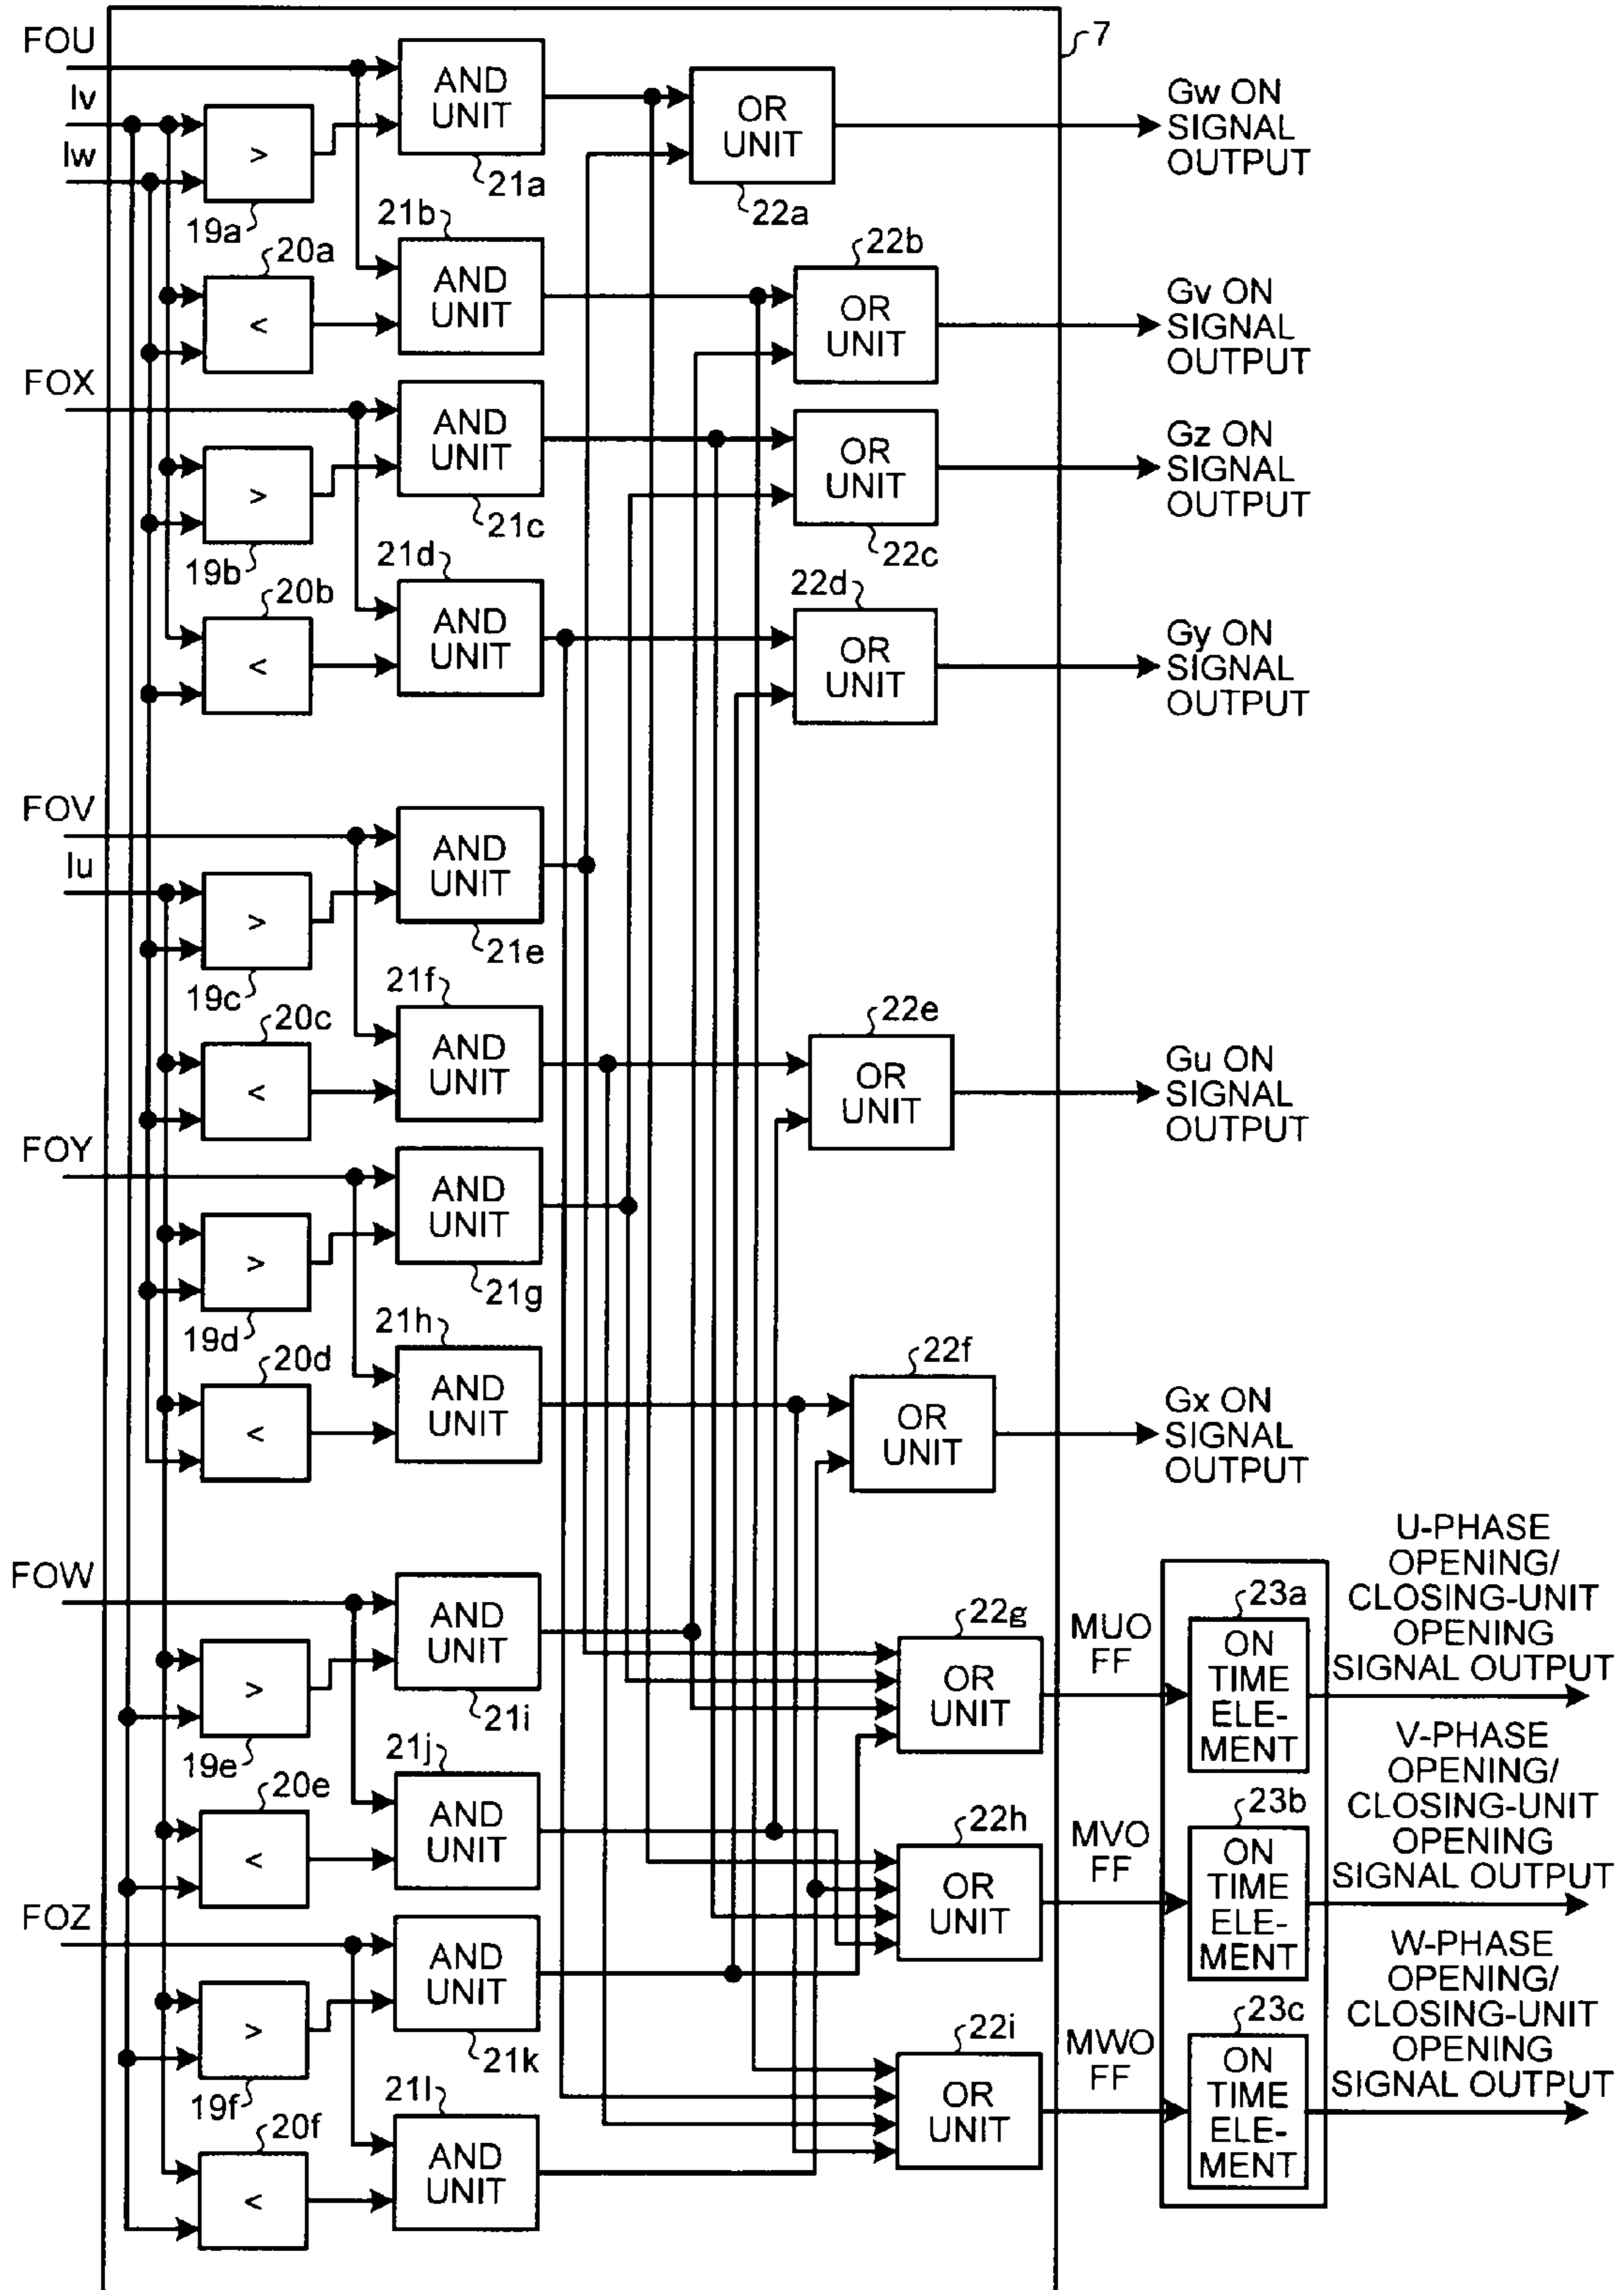 FOU
Iv
Iw
7
AND
UNIT
21a
>
19a
OR
UNIT
22a
Gw ON
SIGNAL
OUTPUT
21b
AND
UNIT
20a
<
22b
OR
UNIT
Gv ON
SIGNAL
OUTPUT
FOX
AND
UNIT
21c
>
19b
OR
UNIT
22c
Gz ON
SIGNAL
OUTPUT
21d
AND
UNIT
20b
<
22d
OR
UNIT
Gy ON
SIGNAL
OUTPUT
FOV
Iu
AND
UNIT
21e
>
19c
21f
AND
UNIT
20c
<
22e
OR
UNIT
Gu ON
SIGNAL
OUTPUT
FOY
AND
UNIT
21g
>
19d
21h
AND
UNIT
20d
<
22f
OR
UNIT
Gx ON
SIGNAL
OUTPUT
FOW
AND
UNIT
21i
>
19e
22g
OR
UNIT
MUO
FF
23a
ON
TIME
ELE-
MENT
U-PHASE
OPENING/
CLOSING-UNIT
OPENING
SIGNAL OUTPUT
21j
AND
UNIT
20e
<
22h
OR
UNIT
MVO
FF
23b
ON
TIME
ELE-
MENT
V-PHASE
OPENING/
CLOSING-UNIT
OPENING
SIGNAL OUTPUT
FOZ
AND
UNIT
21k
>
19f
22i
OR
UNIT
MWO
FF
23c
ON
TIME
ELE-
MENT
W-PHASE
OPENING/
CLOSING-UNIT
OPENING
SIGNAL OUTPUT
21l
AND
UNIT
20f
<